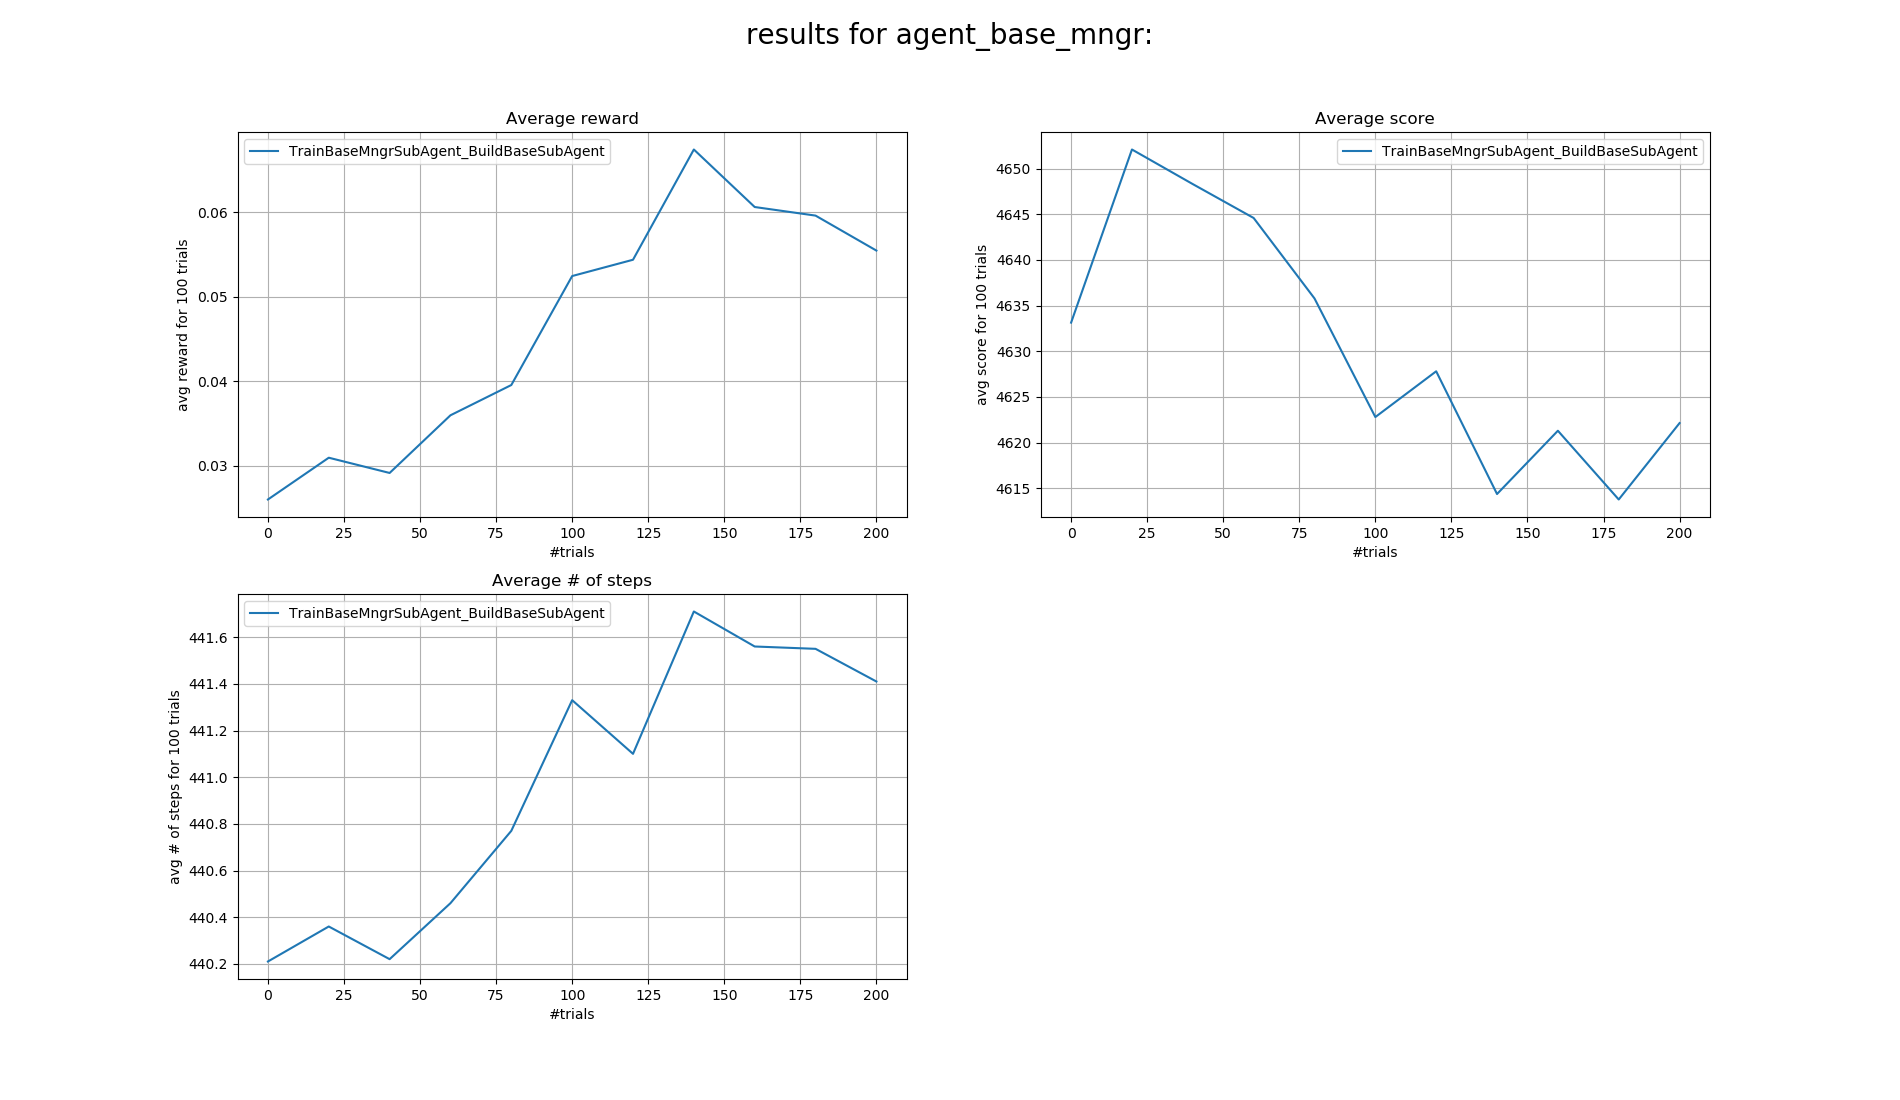 results for agent_base_mngr:
Average reward
TrainBaseMngrSubAgent_BuildBaseSubAgent
avg reward for 100 trials
0.06
0.05
0.04
0.03
0 25 50 75 100 125 150 175 200
#trials
Average score
TrainBaseMngrSubAgent_BuildBaseSubAgent
avg score for 100 trials
4650
4645
4640
4635
4630
4625
4620
4615
0 25 50 75 100 125 150 175 200
#trials
Average # of steps
TrainBaseMngrSubAgent_BuildBaseSubAgent
avg # of steps for 100 trials
441.6
441.4
441.2
441.0
440.8
440.6
440.4
440.2
0 25 50 75 100 125 150 175 200
#trials